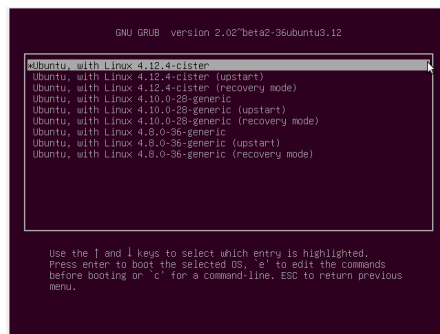 GNU GRUB  version 2.02~beta2-36ubuntu3.12
*Ubuntu, with Linux 4.12.4-cister
Ubuntu, with Linux 4.12.4-cister (upstart)
Ubuntu, with Linux 4.12.4-cister (recovery mode)
Ubuntu, with Linux 4.10.0-28-generic
Ubuntu, with Linux 4.10.0-28-generic (upstart)
Ubuntu, with Linux 4.10.0-28-generic (recovery mode)
Ubuntu, with Linux 4.8.0-36-generic
Ubuntu, with Linux 4.8.0-36-generic (upstart)
Ubuntu, with Linux 4.8.0-36-generic (recovery mode)
Use the ↑ and ↓ keys to select which entry is highlighted.
Press enter to boot the selected OS, `e' to edit the commands
before booting or `c' for a command-line. ESC to return previous
menu.